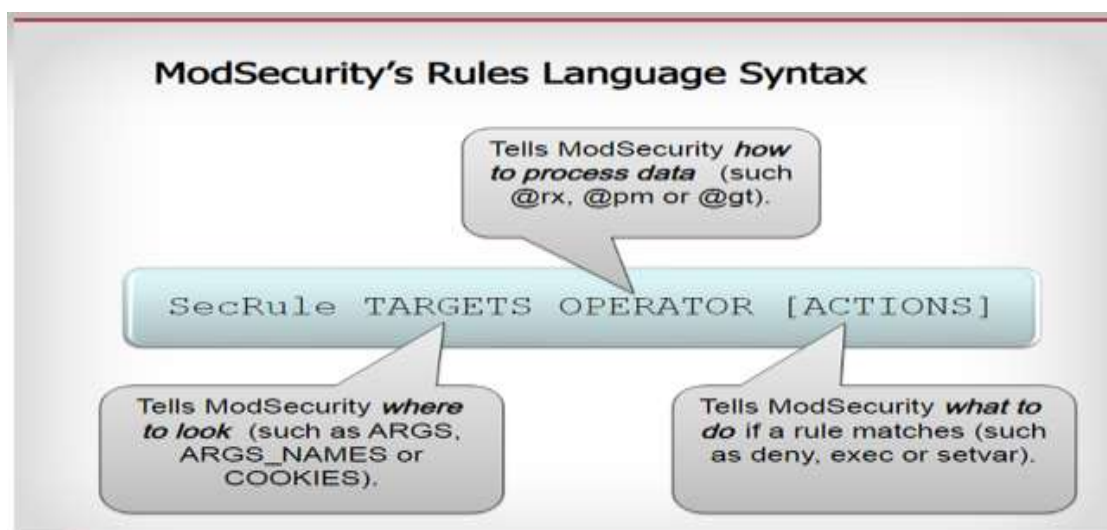 ModSecurity's Rules Language Syntax
Tells ModSecurity how
to process data (such
@rx, @pm or @gt).
SecRule TARGETS OPERATOR [ACTIONS]
Tells ModSecurity where
to look (such as ARGS,
ARGS_NAMES or
COOKIES).
Tells ModSecurity what to
do if a rule matches (such
as deny, exec or setvar).